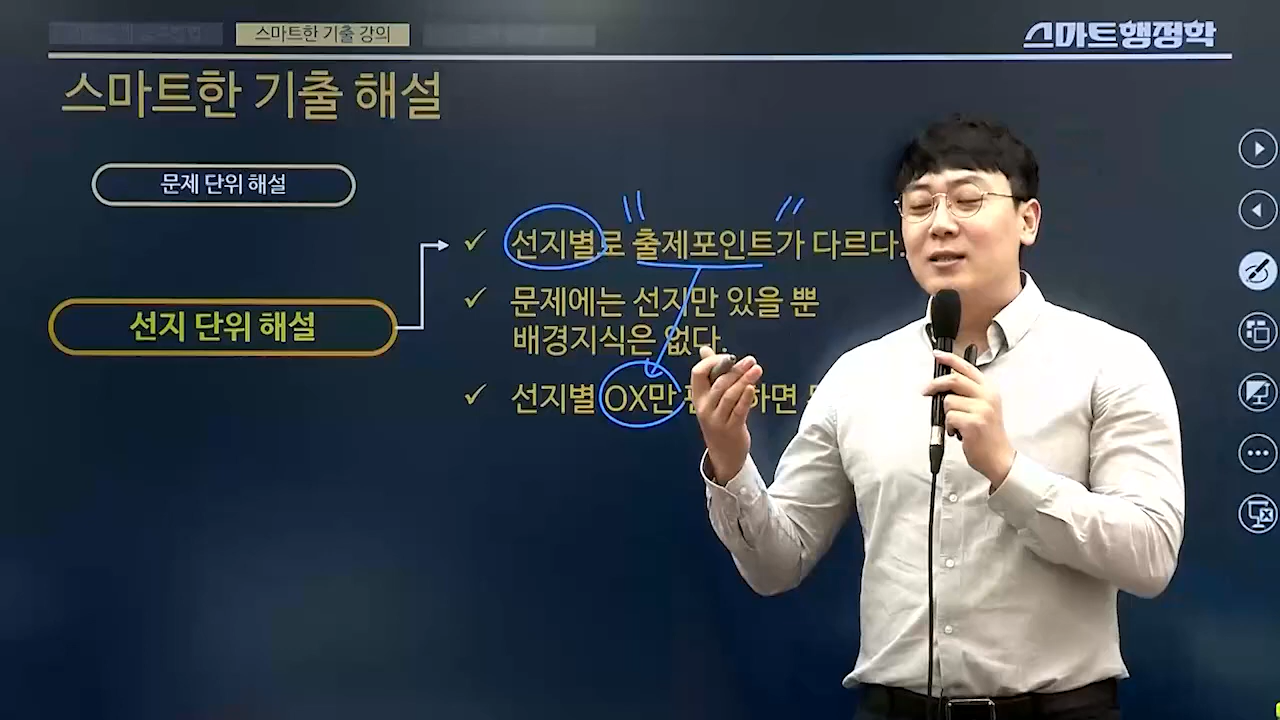 스마트한 기출 강의
스마트행정학
스마트한 기출 해설
문제 단위 해설
선지별로 출제포인트가 다르다.
문제에는 선지만 있을 뿐
배경지식은 없다.
선지 단위 해설
선지별 OX만 하면